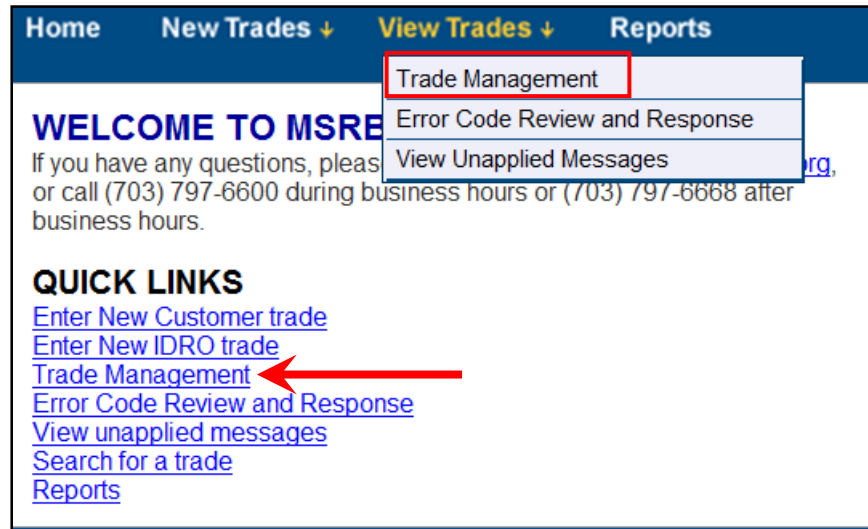 Home New Trades ↓ View Trades ↓ Reports
Trade Management
Error Code Review and Response
View Unapplied Messages
WELCOME TO MSR
If you have any questions, rg,
or call (703) 797-6600 during business hours or (703) 797-6668 after
business hours.
QUICK LINKS
Enter New Customer trade
Enter New IDRO trade
Trade Management
Error Code Review and Response
View unapplied messages
Search for a trade
Reports